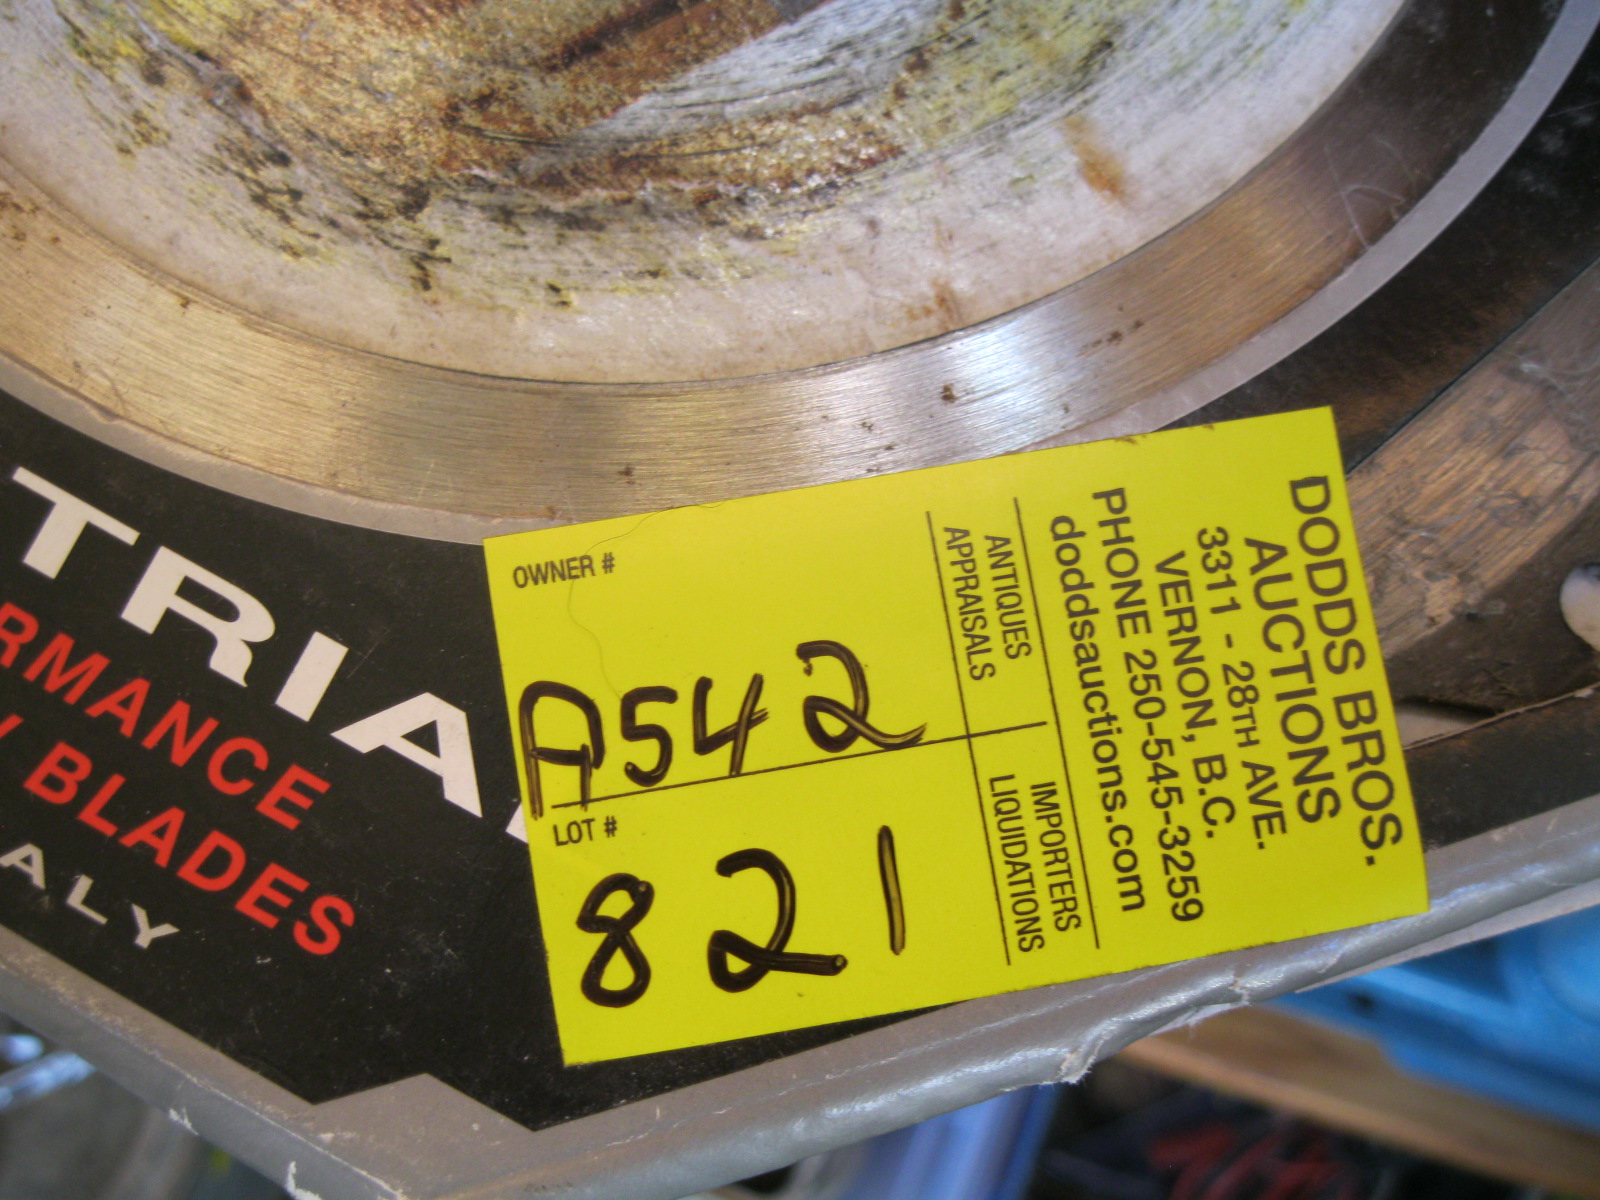 TRIA
RMANCE
BLADES
ALY
DODDS BROS.
AUCTIONS
3311 - 28TH AVE.
VERNON, B.C.
PHONE 250-545-3259
doddsauctions.com
ANTIQUES
APPRAISALS
IMPORTERS
LIQUIDATIONS
OWNER #
A542
LOT #
821